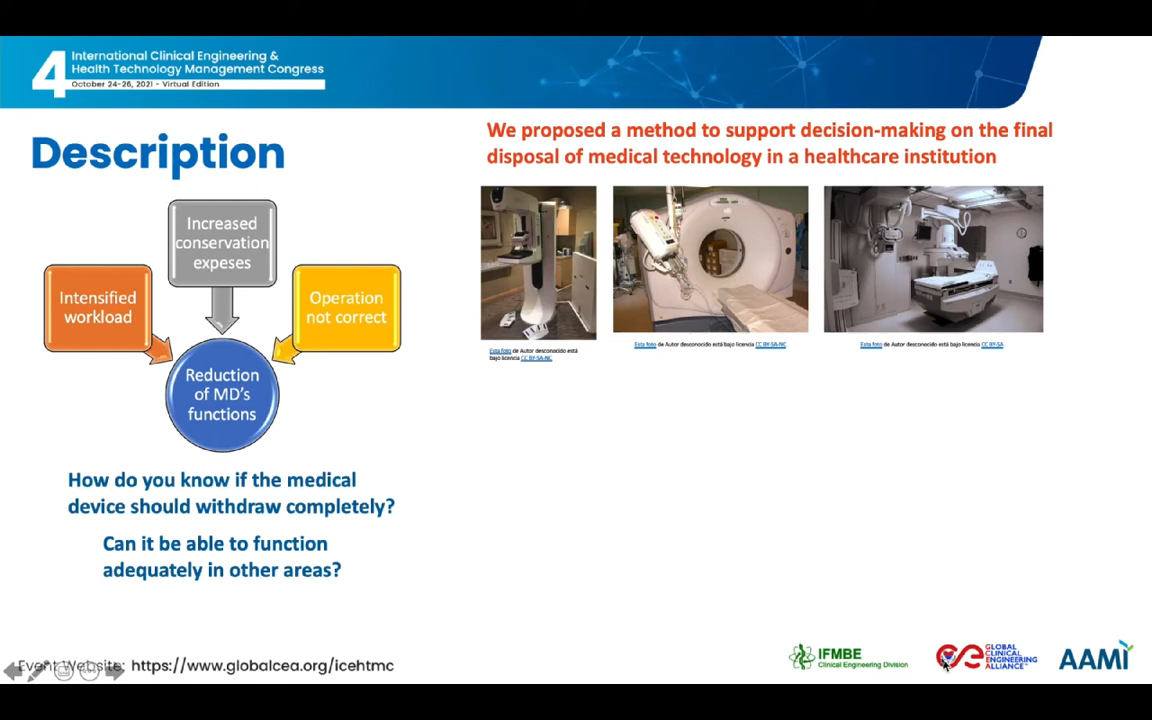 4
International Clinical Engineering &
Health Technology Management Congress
October 24-26, 2021 - Virtual Edition
Description
Increased
conservation
expeses
Intensified
workload
Operation
not correct
Reduction
of MD's
functions
How do you know if the medical
device should withdraw completely?
Can it be able to function
adequately in other areas?
We proposed a method to support decision-making on the final
disposal of medical technology in a healthcare institution
Esta foto de Autor desconocido está
bajo licencia CC BY-SA-NC
Esta foto de Autor desconocido está bajo licencia CC BY-SA-NC
Esta foto de Autor desconocido está bajo licencia CC BY-SA
Event Website: https://www.globalcea.org/icehtmc
IFMBE
Clinical Engineering Division
GLOBAL
CLINICAL
ENGINEERING
ALLIANCE
AAMI